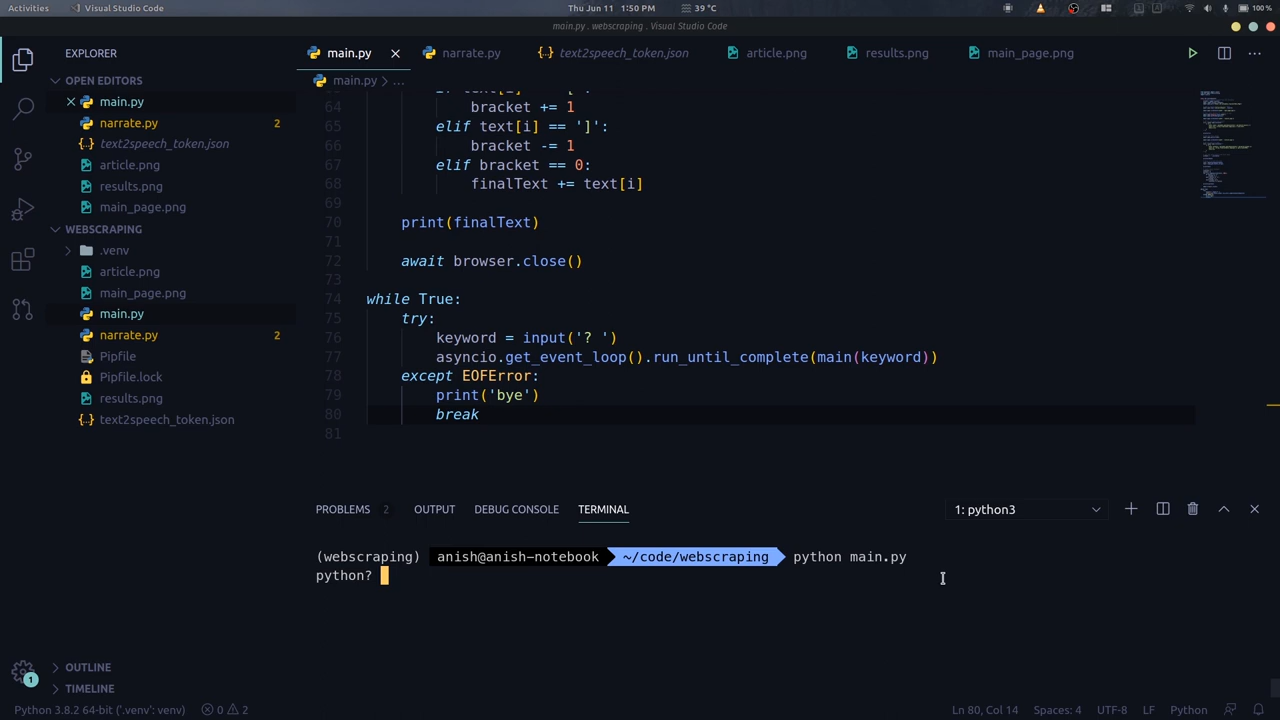 Activities
Visual Studio Code
Thu Jun 11 1:50 PM
39 °C
100 %
main.py . webscraping . Visual Studio Code
EXPLORER
main.py
narrate.py
text2speech_token.json
article.png
results.png
main_page.png
OPEN EDITORS
main.py
narrate.py 2
text2speech_token.json
article.png
results.png
main_page.png
WEBSCRAPING
.venv
article.png
main_page.png
main.py
narrate.py 2
Pipfile
Pipfile.lock
results.png
text2speech_token.json
OUTLINE
TIMELINE
1
main.py > ...
64 bracket += 1
65 elif text[i] == ']':
66 bracket -= 1
67 elif bracket == 0:
68 finalText += text[i]
69
70 print(finalText)
71
72 await browser.close()
73
74 while True:
75 try:
76 keyword = input('? ')
77 asyncio.get_event_loop().run_until_complete(main(keyword))
78 except EOFError:
79 print('bye')
80 break
81
PROBLEMS 2 OUTPUT DEBUG CONSOLE TERMINAL
1: python3
(webscraping) anish@anish-notebook ~/code/webscraping python main.py
python?
Python 3.8.2 64-bit ('.venv': venv) 0 2
Ln 80, Col 14 Spaces: 4 UTF-8 LF Python